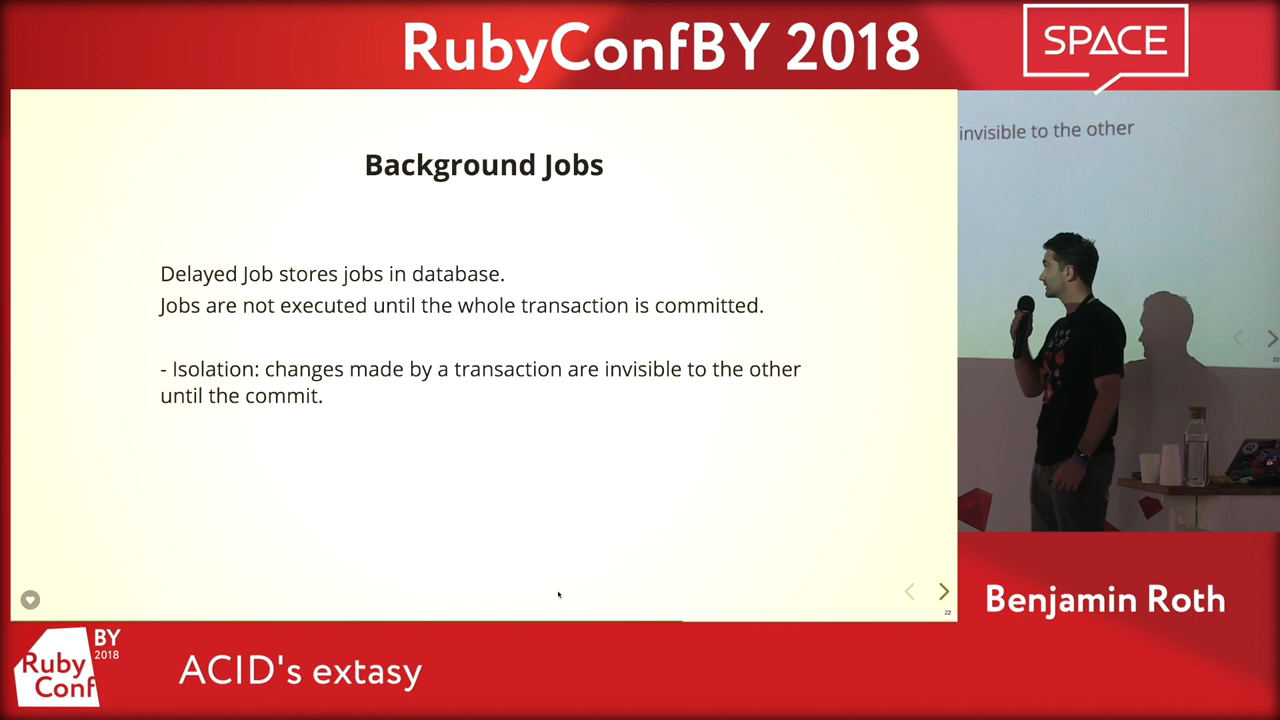 RubyConfBY 2018
SPACE
Background Jobs
Delayed Job stores jobs in database.
Jobs are not executed until the whole transaction is committed.
- Isolation: changes made by a transaction are invisible to the other
until the commit.
22
invisible to the other
Benjamin Roth
Ruby
Conf
BY
2018
ACID's extasy